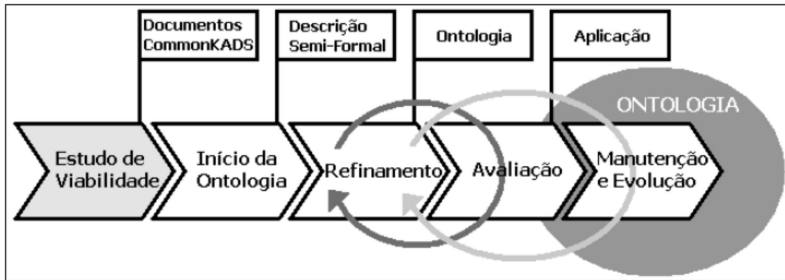 Documentos
CommonKADS
Descrição
Semi-Formal
Ontologia
Aplicação
ONTOLOGIA
Estudo de
Viabilidade
Início da
Ontologia
Refinamento
Avaliação
Manutenção
e Evolução